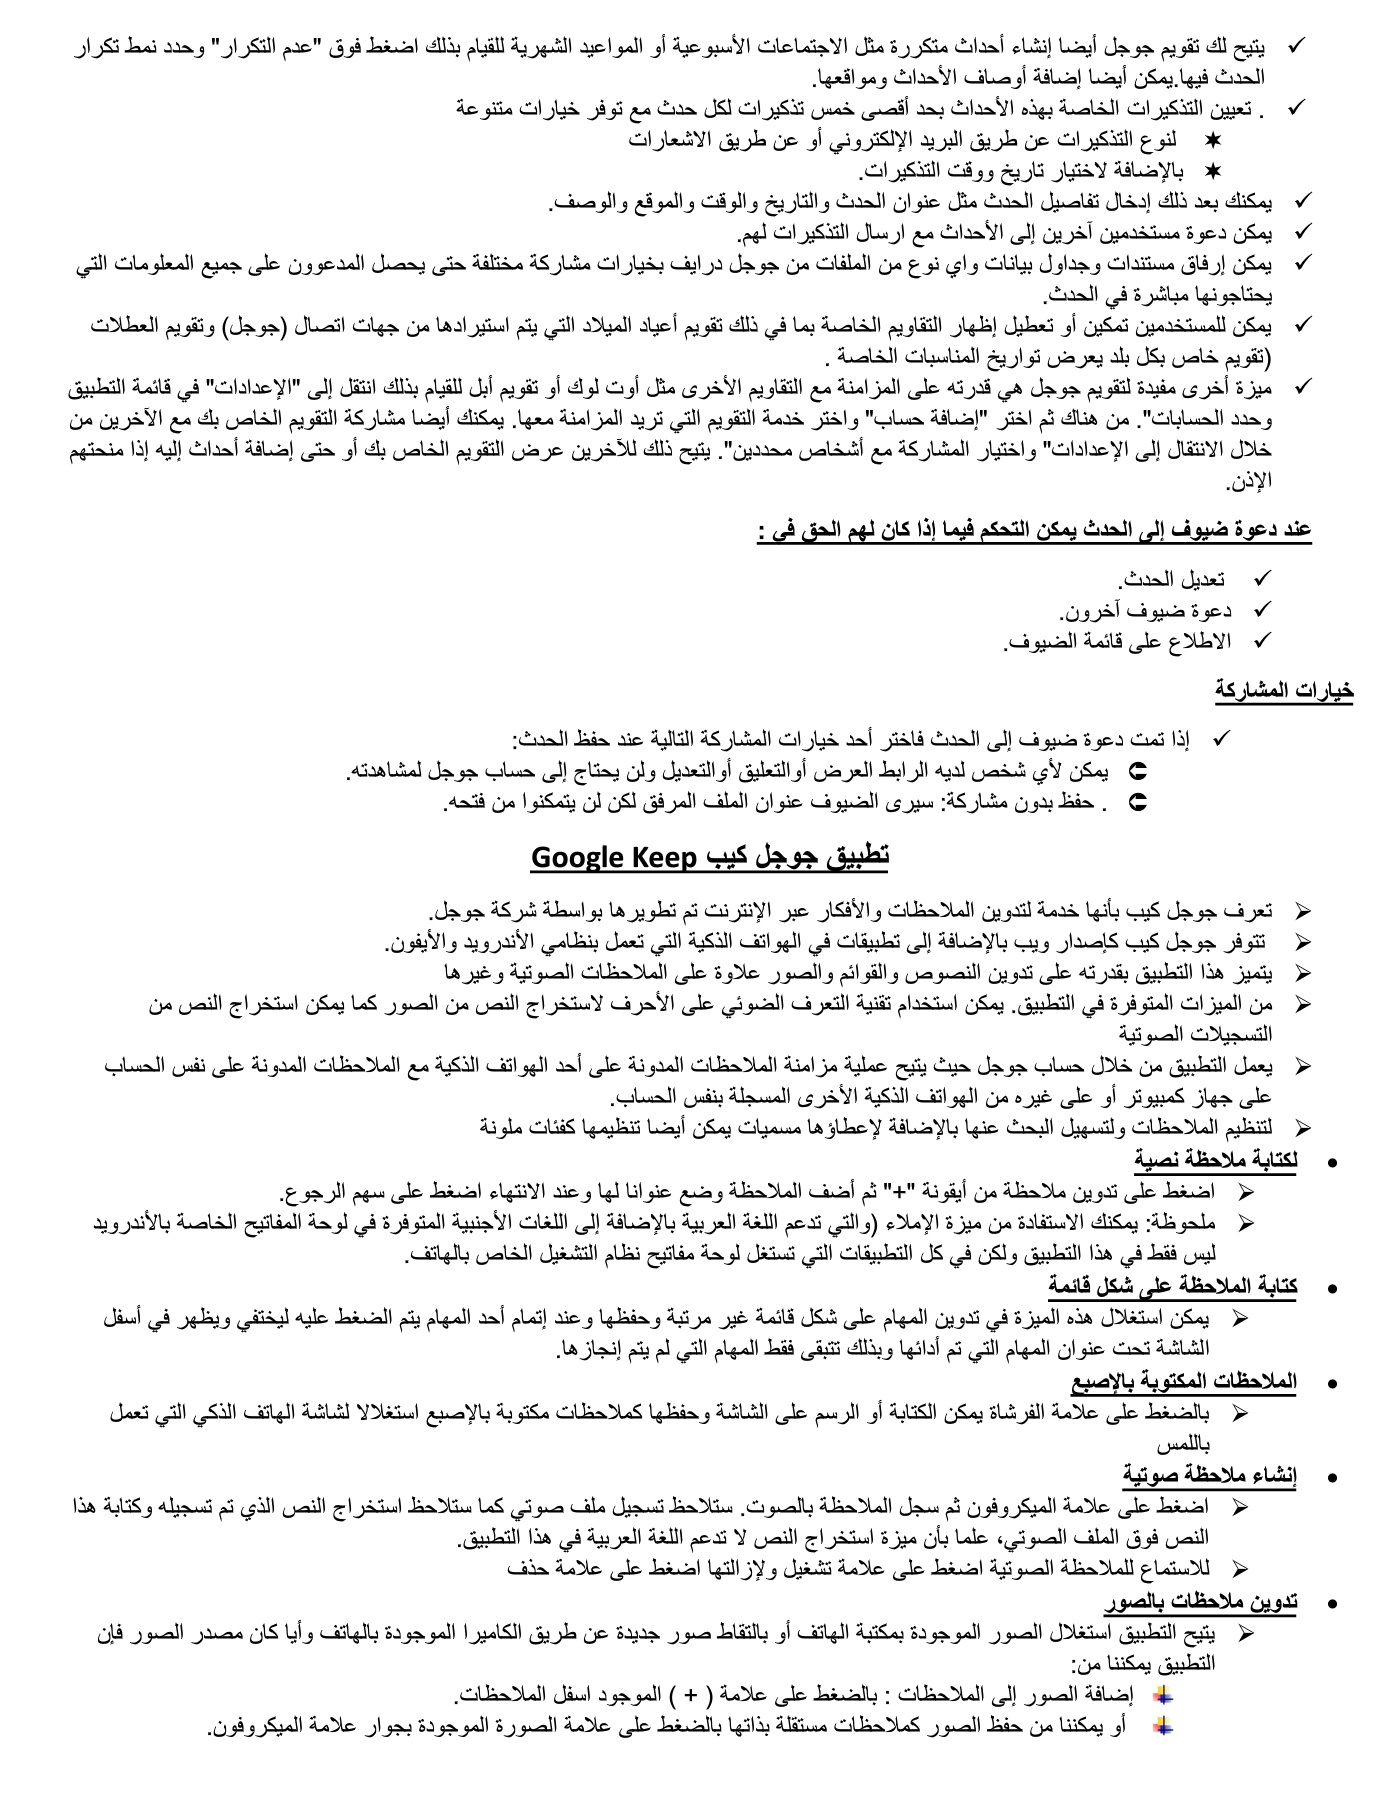 ✓ يتيح لك تقويم جوجل أيضا إنشاء أحداث متكررة مثل الاجتماعات الأسبوعية أو المواعيد الشهرية للقيام بذلك اضغط فوق "عدم التكرار" وحدد نمط تكرار
الحدث فيها.يمكن أيضا إضافة أوصاف الأحداث ومواقعها.
✓ . تعيين التذكيرات الخاصة بهذه الأحداث بحد أقصى خمس تذكيرات لكل حدث مع توفر خيارات متنوعة
✶ لنوع التذكيرات عن طريق البريد الإلكتروني أو عن طريق الاشعارات
✶ بالإضافة لاختيار تاريخ ووقت التذكيرات.
✓ يمكنك بعد ذلك إدخال تفاصيل الحدث مثل عنوان الحدث والتاريخ والوقت والموقع والوصف.
✓ يمكن دعوة مستخدمين آخرين إلى الأحداث مع ارسال التذكيرات لهم.
✓ يمكن إرفاق مستندات وجداول بيانات واي نوع من الملفات من جوجل درايف بخيارات مشاركة مختلفة حتى يحصل المدعوون على جميع المعلومات التي
يحتاجونها مباشرة في الحدث.
✓ يمكن للمستخدمين تمكين أو تعطيل إظهار التقاويم الخاصة بما في ذلك تقويم أعياد الميلاد التي يتم استيرادها من جهات اتصال (جوجل) وتقويم العطلات
(تقويم خاص بكل بلد يعرض تواريخ المناسبات الخاصة .
✓ ميزة أخرى مفيدة لتقويم جوجل هي قدرته على المزامنة مع التقاويم الأخرى مثل أوت لوك أو تقويم أبل للقيام بذلك انتقل إلى "الإعدادات" في قائمة التطبيق
وحدد الحسابات". من هناك ثم اختر "إضافة حساب" واختر خدمة التقويم التي تريد المزامنة معها. يمكنك أيضا مشاركة التقويم الخاص بك مع الآخرين من
خلال الانتقال إلى الإعدادات" واختيار المشاركة مع أشخاص محددين". يتيح ذلك للآخرين عرض التقويم الخاص بك أو حتى إضافة أحداث إليه إذا منحتهم
الإذن.
عند دعوة ضيوف إلى الحدث يمكن التحكم فيما إذا كان لهم الحق في :
✓ تعديل الحدث.
✓ دعوة ضيوف آخرون.
✓ الاطلاع على قائمة الضيوف.
خيارات المشاركة
✓ إذا تمت دعوة ضيوف إلى الحدث فاختر أحد خيارات المشاركة التالية عند حفظ الحدث:
يمكن لأي شخص لديه الرابط العرض أوالتعليق أوالتعديل ولن يحتاج إلى حساب جوجل لمشاهدته.
. حفظ بدون مشاركة: سيرى الضيوف عنوان الملف المرفق لكن لن يتمكنوا من فتحه.
تطبيق جوجل كيب Google Keep
➢ تعرف جوجل كيب بأنها خدمة لتدوين الملاحظات والأفكار عبر الإنترنت تم تطويرها بواسطة شركة جوجل.
➢ تتوفر جوجل كيب كإصدار ويب بالإضافة إلى تطبيقات في الهواتف الذكية التي تعمل بنظامي الأندرويد والأيفون.
➢ يتميز هذا التطبيق بقدرته على تدوين النصوص والقوائم والصور علاوة على الملاحظات الصوتية وغيرها
➢ من الميزات المتوفرة في التطبيق. يمكن استخدام تقنية التعرف الضوئي على الأحرف لاستخراج النص من الصور كما يمكن استخراج النص من
التسجيلات الصوتية
➢ يعمل التطبيق من خلال حساب جوجل حيث يتيح عملية مزامنة الملاحظات المدونة على أحد الهواتف الذكية مع الملاحظات المدونة على نفس الحساب
على جهاز كمبيوتر أو على غيره من الهواتف الذكية الأخرى المسجلة بنفس الحساب.
➢ لتنظيم الملاحظات ولتسهيل البحث عنها بالإضافة لإعطاؤها مسميات يمكن أيضا تنظيمها كفئات ملونة
• لكتابة ملاحظة نصية
➢ اضغط على تدوين ملاحظة من أيقونة "+" ثم أضف الملاحظة وضع عنوانا لها وعند الانتهاء اضغط على سهم الرجوع.
➢ ملحوظة: يمكنك الاستفادة من ميزة الإملاء (والتي تدعم اللغة العربية بالإضافة إلى اللغات الأجنبية المتوفرة في لوحة المفاتيح الخاصة بالأندرويد
ليس فقط في هذا التطبيق ولكن في كل التطبيقات التي تستغل لوحة مفاتيح نظام التشغيل الخاص بالهاتف.
• كتابة الملاحظة على شكل قائمة
➢ يمكن استغلال هذه الميزة في تدوين المهام على شكل قائمة غير مرتبة وحفظها وعند إتمام أحد المهام يتم الضغط عليه ليختفي ويظهر في أسفل
الشاشة تحت عنوان المهام التي تم أدائها وبذلك تتبقى فقط المهام التي لم يتم إنجازها.
• الملاحظات المكتوبة بالإصبع
➢ بالضغط على علامة الفرشاة يمكن الكتابة أو الرسم على الشاشة وحفظها كملاحظات مكتوبة بالإصبع استغلالا لشاشة الهاتف الذكي التي تعمل
باللمس
• إنشاء ملاحظة صوتية
➢ اضغط على علامة الميكروفون ثم سجل الملاحظة بالصوت. ستلاحظ تسجيل ملف صوتي كما ستلاحظ استخراج النص الذي تم تسجيله وكتابة هذا
النص فوق الملف الصوتي، علما بأن ميزة استخراج النص لا تدعم اللغة العربية في هذا التطبيق.
➢ للاستماع للملاحظة الصوتية اضغط على علامة تشغيل ولإزالتها اضغط على علامة حذف
• تدوين ملاحظات بالصور
➢ يتيح التطبيق استغلال الصور الموجودة بمكتبة الهاتف أو بالتقاط صور جديدة عن طريق الكاميرا الموجودة بالهاتف وأيا كان مصدر الصور فإن
التطبيق يمكننا من:
إضافة الصور إلى الملاحظات : بالضغط على علامة ( + ) الموجود اسفل الملاحظات.
أو يمكننا من حفظ الصور كملاحظات مستقلة بذاتها بالضغط على علامة الصورة الموجودة بجوار علامة الميكروفون.